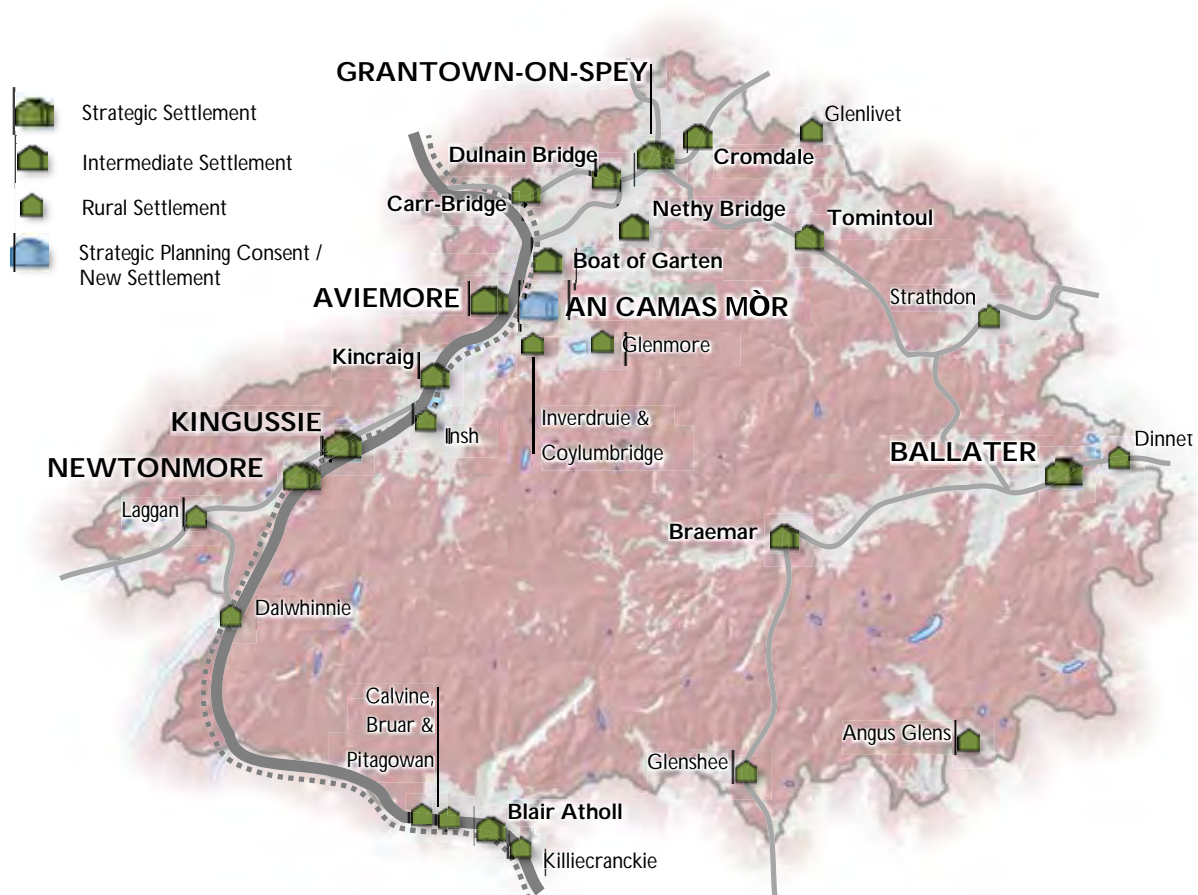 GRANTOWN-ON-SPEY
Strategic Settlement
Intermediate Settlement
Rural Settlement
Strategic Planning Consent /
New Settlement
Glenlivet
Dulnain Bridge
Cromdale
Carr-Bridge
Nethy Bridge
Tomintoul
Boat of Garten
Strathdon
AVIEMORE
AN CAMAS MÒR
Glenmore
Kincraig
Inverdruie &
Coylumbridge
KINGUSSIE
Insh
BALLATER
Dinnet
NEWTONMORE
Laggan
Braemar
Dalwhinnie
Calvine,
Bruar &
Pitagowan
Angus Glens
Glenshee
Blair Atholl
Killiecranckie